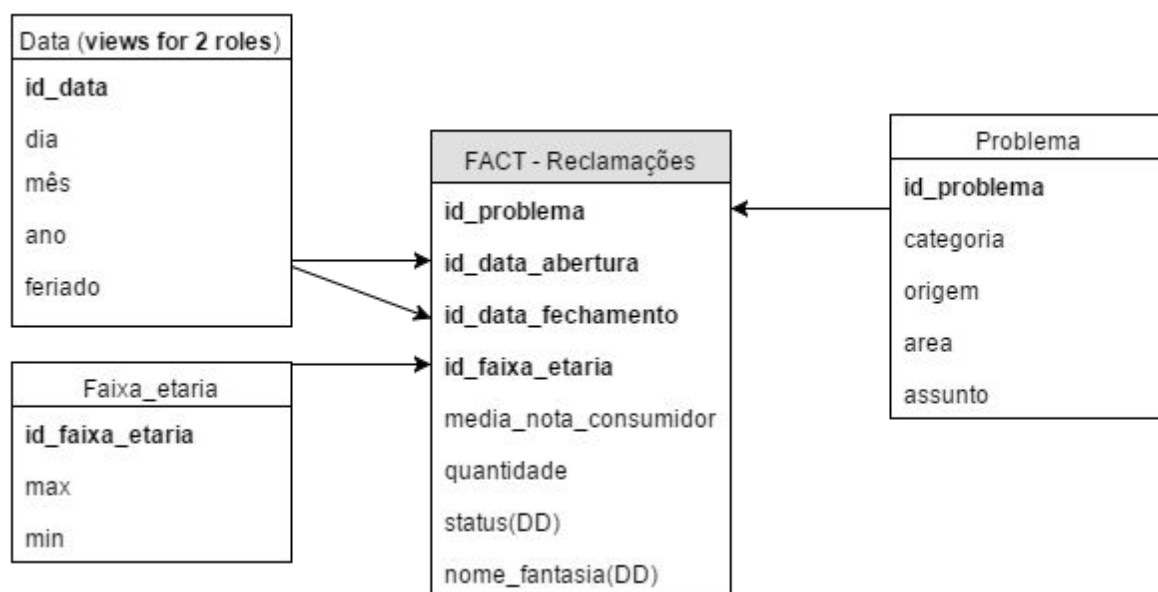 Data (views for 2 roles)
id_data
dia
mês
ano
feriado
Faixa_etaria
id_faixa_etaria
max
min
FACT - Reclamações
id_problema
id_data_abertura
id_data_fechamento
id_faixa_etaria
media_nota_consumidor
quantidade
status(DD)
nome_fantasia(DD)
Problema
id_problema
categoria
origem
area
assunto